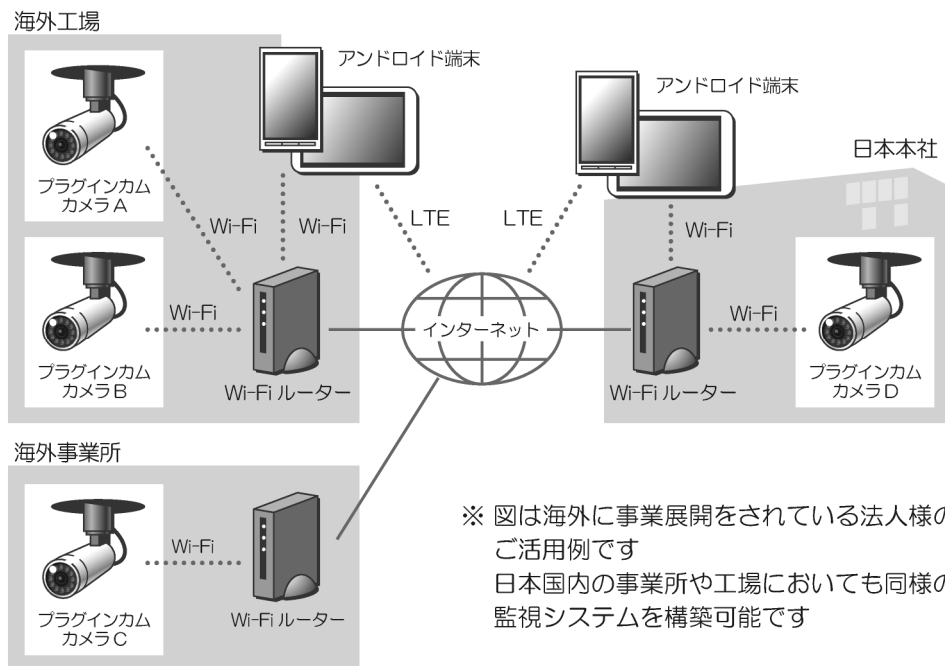 海外工場
アンドロイド端末
アンドロイド端末
日本本社
プラグインカム
カメラA
Wi-Fi
Wi-Fi
LTE
LTE
Wi-Fi
プラグインカム
カメラB
Wi-Fi
Wi-Fi ルーター
インターネット
Wi-Fi ルーター
Wi-Fi
プラグインカム
カメラD
海外事業所
プラグインカム
カメラC
Wi-Fi
Wi-Fi ルーター
※ 図は海外に事業展開をされている法人様の
ご活用例です
日本国内の事業所や工場においても同様の
監視システムを構築可能です